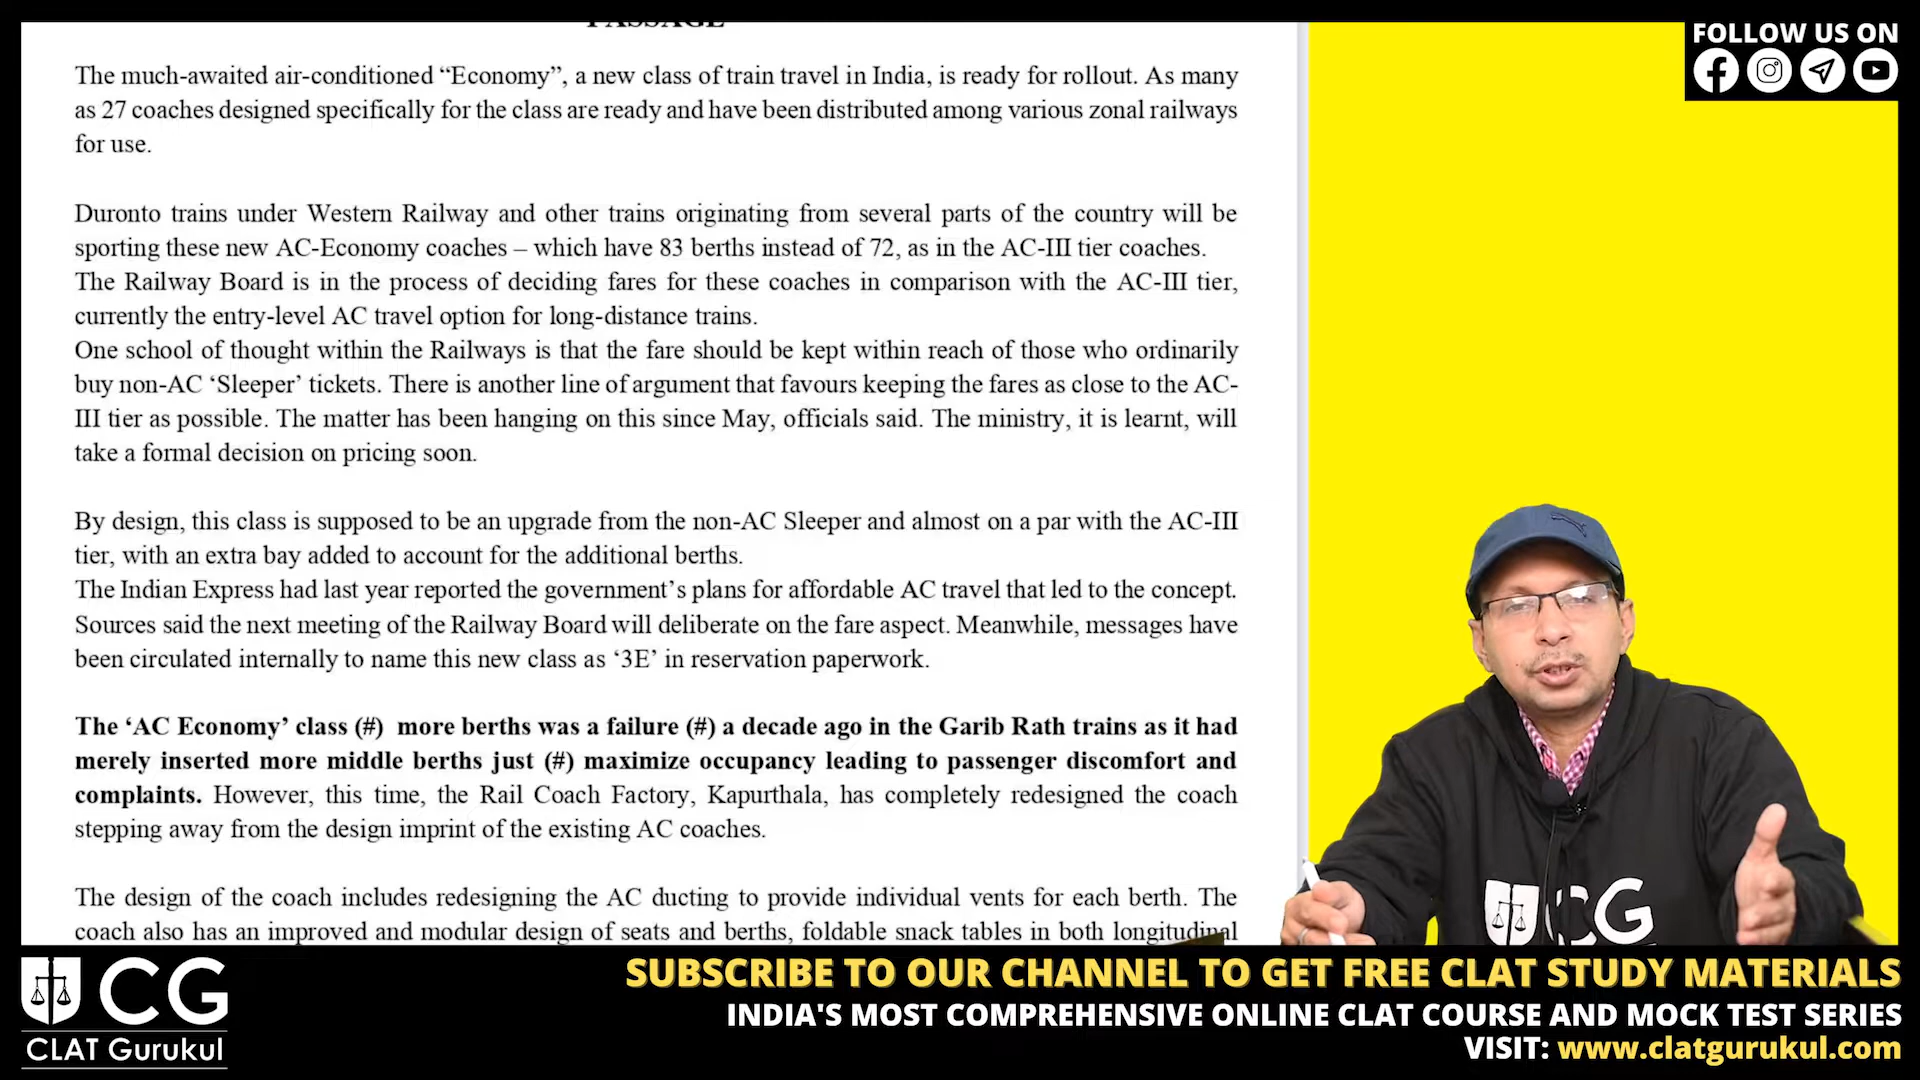 PASSAGE
FOLLOW US ON
The much-awaited air-conditioned “Economy”, a new class of train travel in India, is ready for rollout. As many
as 27 coaches designed specifically for the class are ready and have been distributed among various zonal railways
for use.
Duronto trains under Western Railway and other trains originating from several parts of the country will be
sporting these new AC-Economy coaches – which have 83 berths instead of 72, as in the AC-III tier coaches.
The Railway Board is in the process of deciding fares for these coaches in comparison with the AC-III tier,
currently the entry-level AC travel option for long-distance trains.
One school of thought within the Railways is that the fare should be kept within reach of those who ordinarily
buy non-AC ‘Sleeper’ tickets. There is another line of argument that favours keeping the fares as close to the AC-
III tier as possible. The matter has been hanging on this since May, officials said. The ministry, it is learnt, will
take a formal decision on pricing soon.
By design, this class is supposed to be an upgrade from the non-AC Sleeper and almost on a par with the AC-III
tier, with an extra bay added to account for the additional berths.
The Indian Express had last year reported the government’s plans for affordable AC travel that led to the concept.
Sources said the next meeting of the Railway Board will deliberate on the fare aspect. Meanwhile, messages have
been circulated internally to name this new class as ‘3E’ in reservation paperwork.
The ‘AC Economy’ class (#) more berths was a failure (#) a decade ago in the Garib Rath trains as it had
merely inserted more middle berths just (#) maximize occupancy leading to passenger discomfort and
complaints. However, this time, the Rail Coach Factory, Kapurthala, has completely redesigned the coach
stepping away from the design imprint of the existing AC coaches.
The design of the coach includes redesigning the AC ducting to provide individual vents for each berth. The
coach also has an improved and modular design of seats and berths, foldable snack tables in both longitudinal
CG
CG
CLAT Gurukul
SUBSCRIBE TO OUR CHANNEL TO GET FREE CLAT STUDY MATERIALS
INDIA'S MOST COMPREHENSIVE ONLINE CLAT COURSE AND MOCK TEST SERIES
VISIT: www.clatgurukul.com